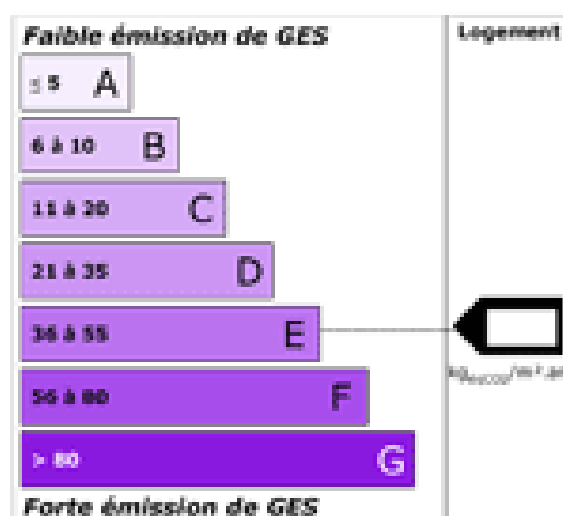 Faible émission de GES
Logement
≤ 5 A
6 à 10 B
11 à 20 C
21 à 35 D
36 à 55 E
56 à 80 F
> 80 G
Forte émission de GES